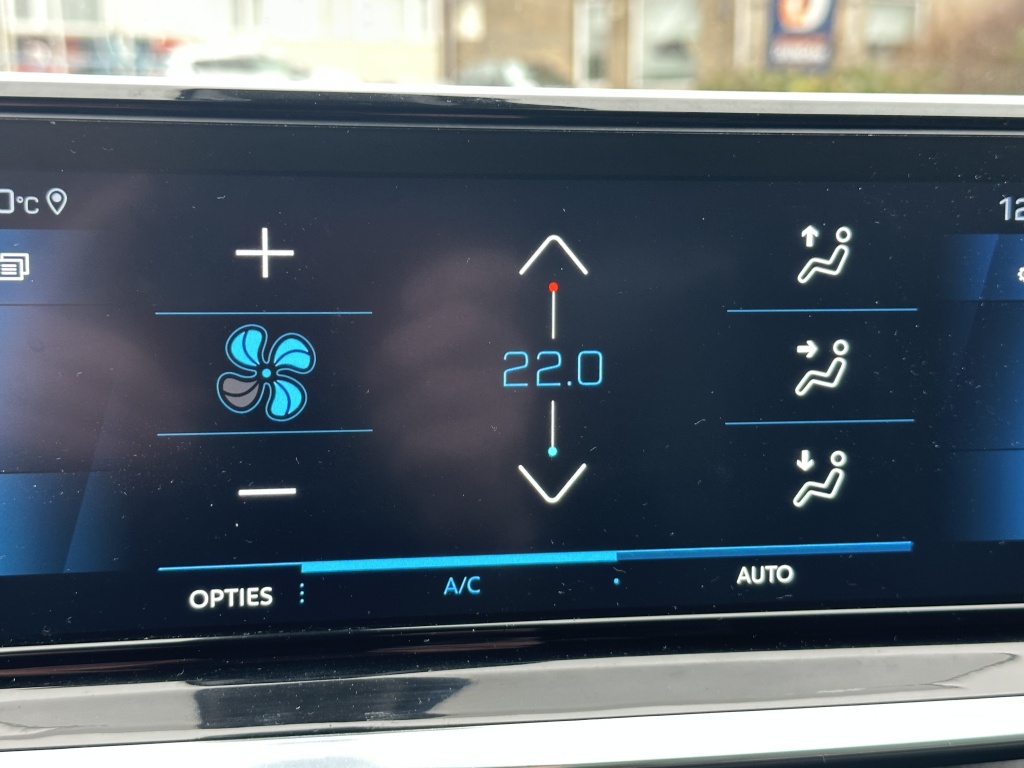 0°C
12
22.0
OPTIES
A/C
AUTO